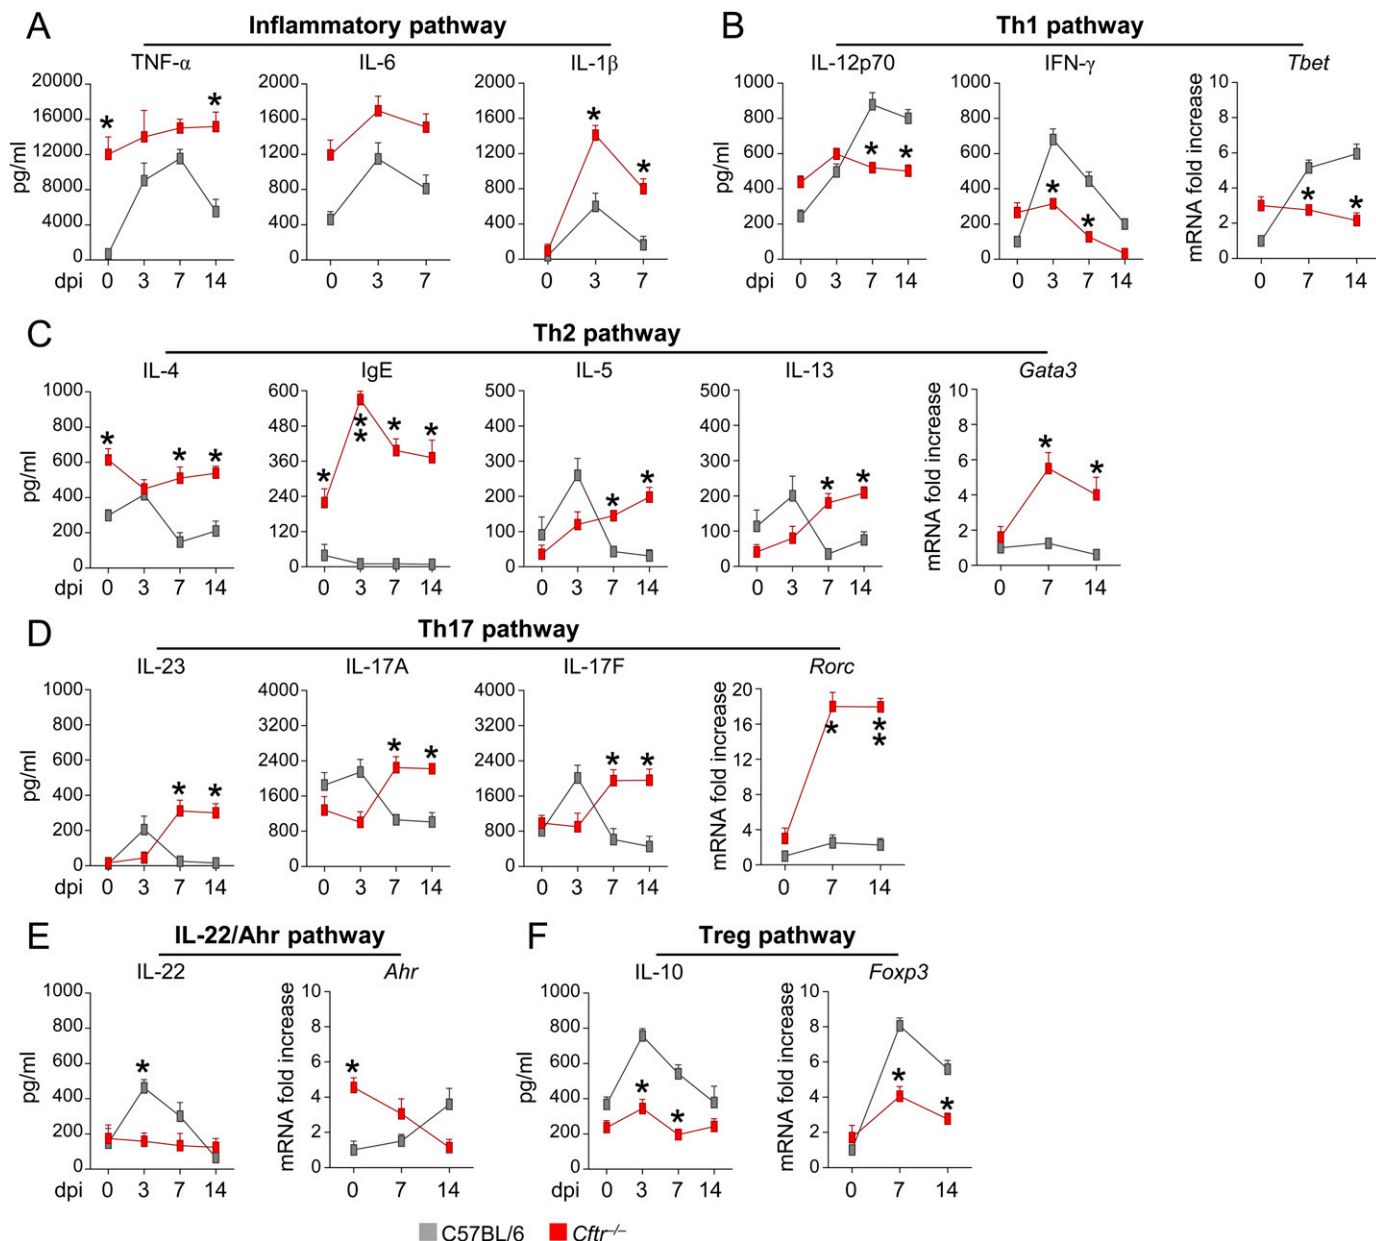 A Inflammatory pathway
TNF-α IL-6 IL-1β
pg/ml
20000 16000 12000 8000 4000 0
2000 1600 1200 800 400 0
2000 1600 1200 800 400 0
dpi 0 3 7 14 0 3 7 0 3 7
B Th1 pathway
IL-12p70 IFN-γ Tbet
1000 800 600 400 200 0
1000 800 600 400 200 0
mRNA fold increase
10 8 6 4 2 0
0 3 7 14 0 3 7 14 0 7 14
C Th2 pathway
IL-4 IgE IL-5 IL-13 Gata3
pg/ml
1000 800 600 400 200 0
600 480 360 240 120 0
500 400 300 200 100 0
500 400 300 200 100 0
mRNA fold increase
10 8 6 4 2 0
dpi 0 3 7 14 0 3 7 14 0 3 7 14 0 3 7 14 0 7 14
D Th17 pathway
IL-23 IL-17A IL-17F Rorc
pg/ml
1000 800 600 400 200 0
4000 3200 2400 1600 800 0
4000 3200 2400 1600 800 0
mRNA fold increase
20 16 12 8 4 0
dpi 0 3 7 14 0 3 7 14 0 3 7 14 0 7 14
E IL-22/Ahr pathway
IL-22 Ahr
pg/ml
1000 800 600 400 200 0
mRNA fold increase
10 8 6 4 2 0
dpi 0 3 7 14 0 7 14
F Treg pathway
IL-10 Foxp3
pg/ml
1000 800 600 400 200 0
mRNA fold increase
10 8 6 4 2 0
0 3 7 14 0 7 14
C57BL/6 Cftr–/–